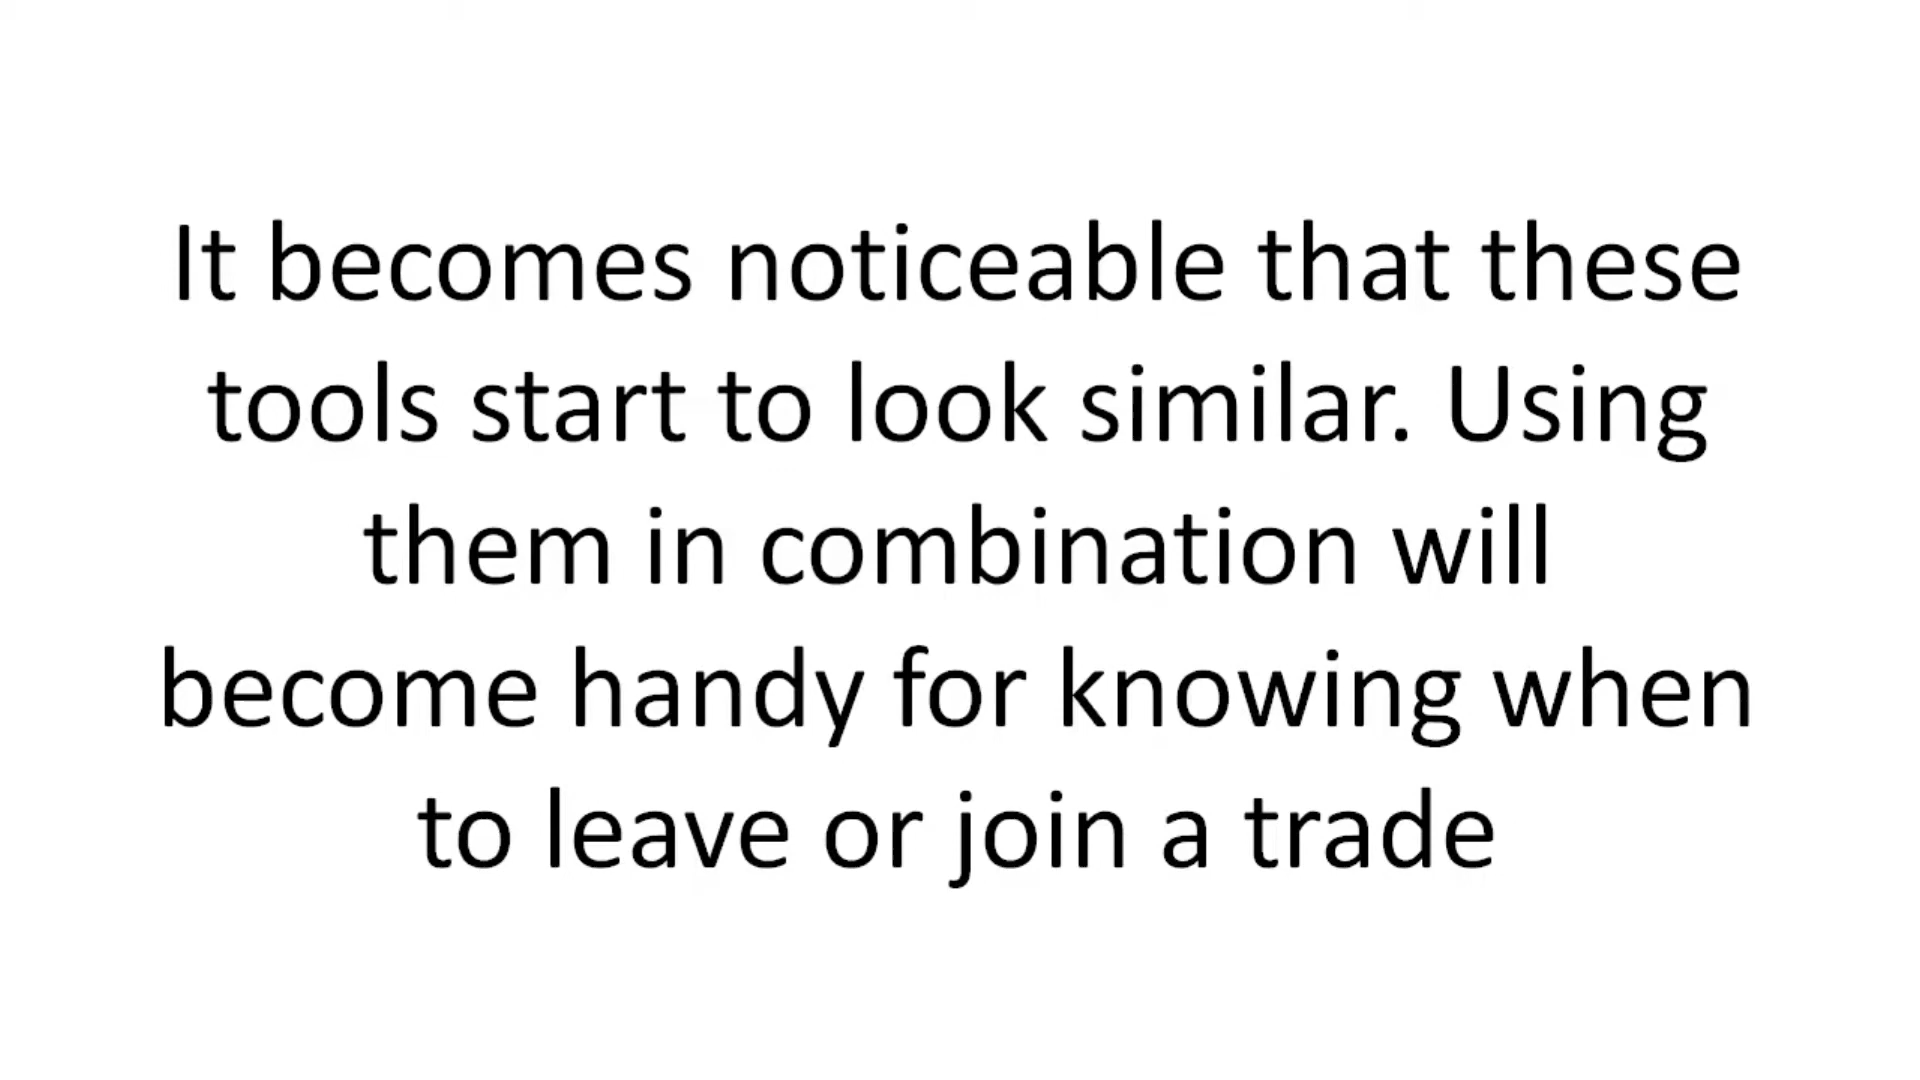 It becomes noticeable that these
tools start to look similar. Using
them in combination will
become handy for knowing when
to leave or join a trade